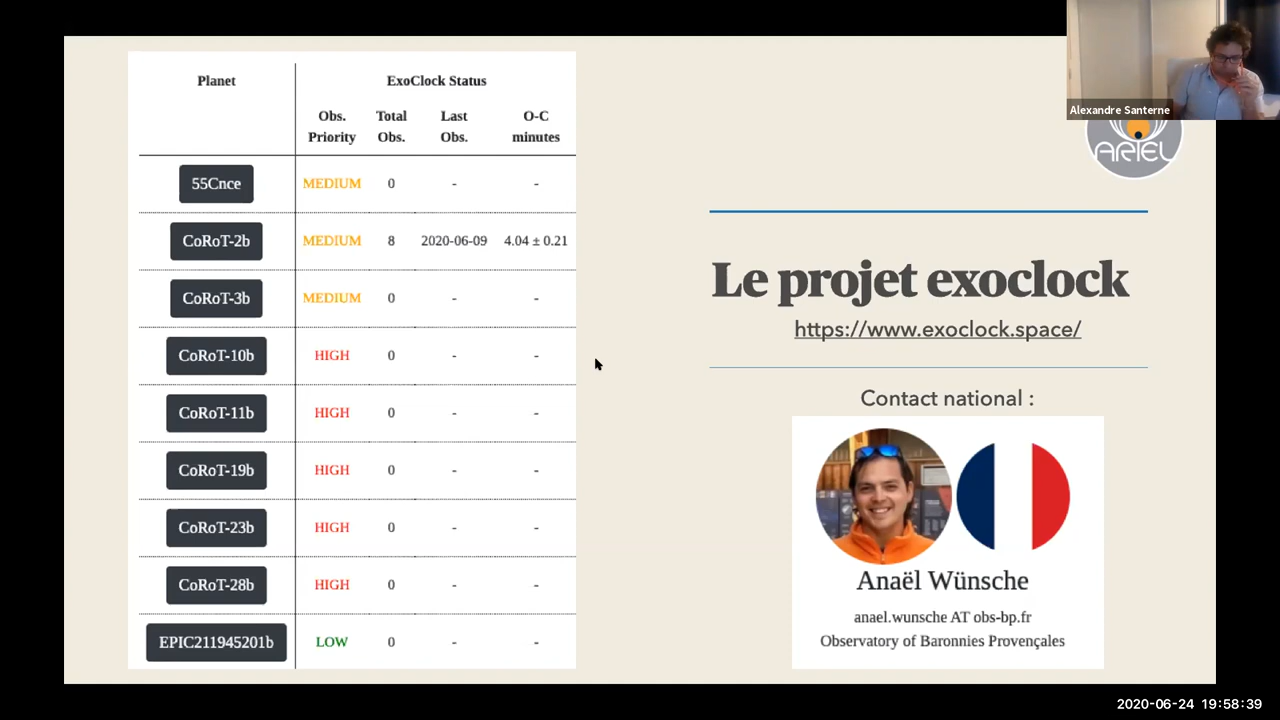 Planet ExoClock Status
Obs. Total Last O-C
Priority Obs. Obs. minutes
55Cnce MEDIUM 0 - -
CoRoT-2b MEDIUM 8 2020-06-09 4.04 ± 0.21
CoRoT-3b MEDIUM 0 - -
CoRoT-10b HIGH 0 - -
CoRoT-11b HIGH 0 - -
CoRoT-19b HIGH 0 - -
CoRoT-23b HIGH 0 - -
CoRoT-28b HIGH 0 - -
EPIC211945201b LOW 0 - -
Alexandre Santerne
ARIEL
Le projet exoclock
https://www.exoclock.space/
Contact national :
Anaël Wünsche
anael.wunsche AT obs-bp.fr
Observatory of Baronnies Provençales
2020-06-24 19:58:39